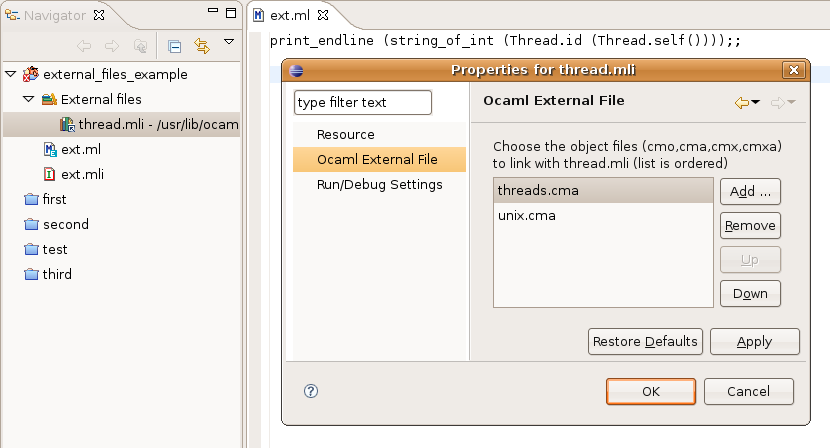 Navigator
external_files_example
External files
thread.mli - /usr/lib/ocam
ext.ml
ext.mli
first
second
test
third
ext.ml
print_endline (string_of_int (Thread.id (Thread.self())));;
Properties for thread.mli
type filter text
Resource
Ocaml External File
Run/Debug Settings
Ocaml External File
Choose the object files (cmo,cma,cmx,cmxa)
to link with thread.mli (list is ordered)
threads.cma
unix.cma
Add ...
Remove
Up
Down
Restore Defaults
Apply
OK
Cancel